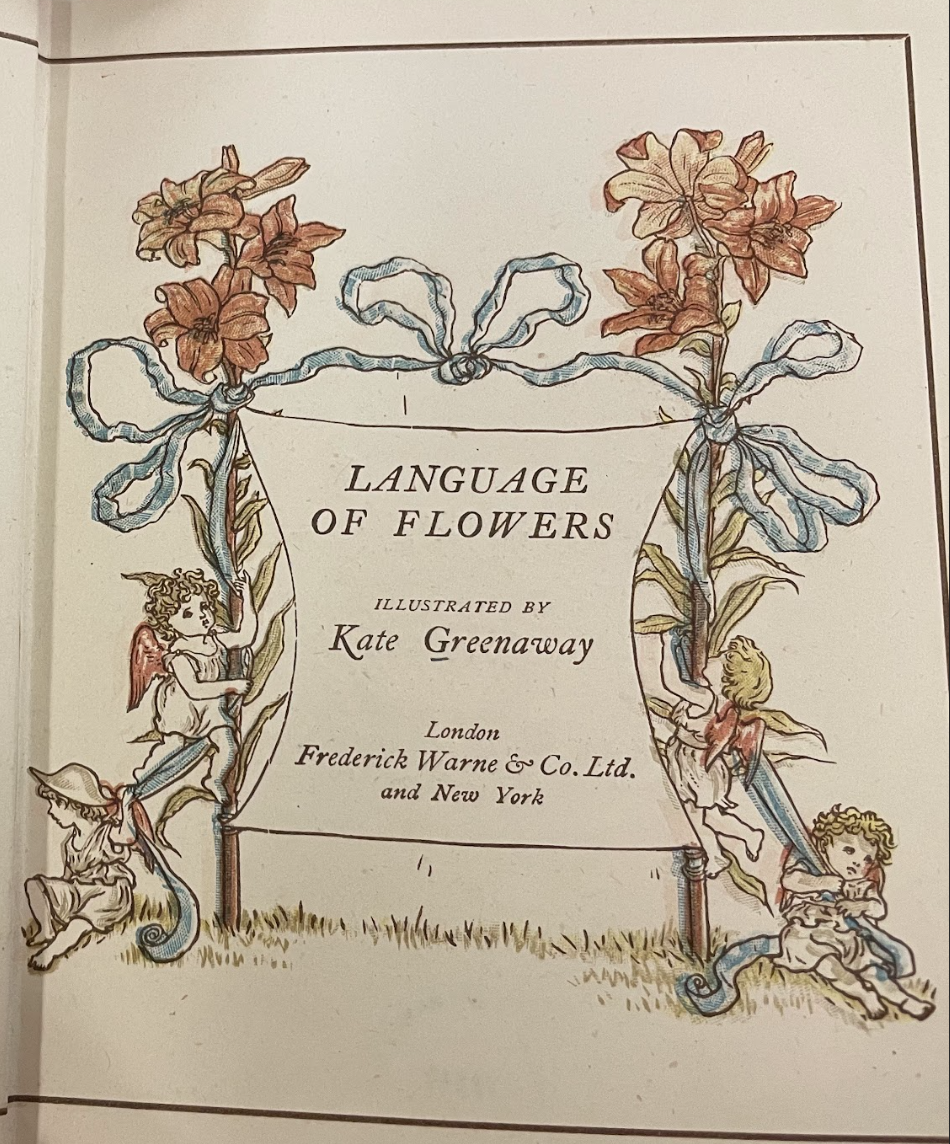 LANGUAGE
OF FLOWERS
ILLUSTRATED BY
Kate Greenaway
London
Frederick Warne & Co. Ltd.
and New York